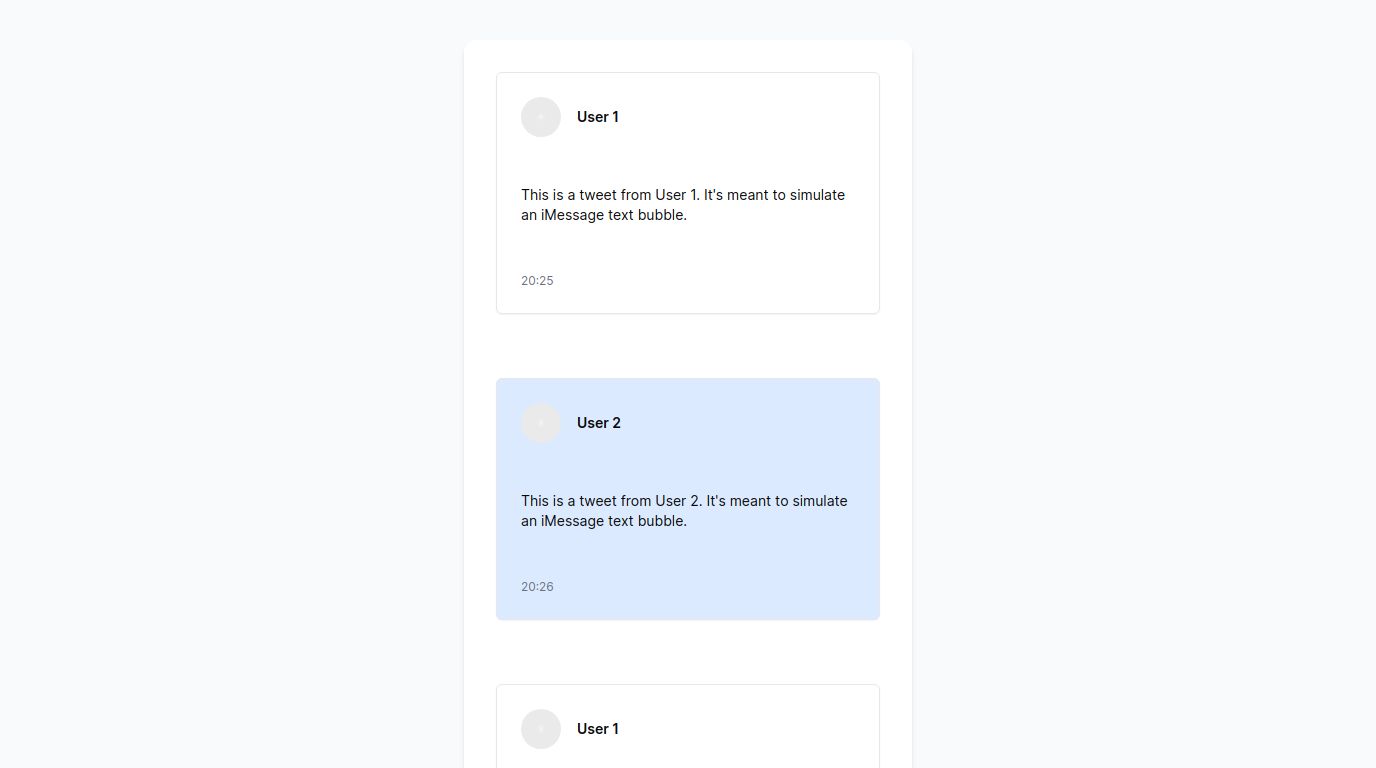 User 1
This is a tweet from User 1. It's meant to simulate
an iMessage text bubble.
20:25
User 2
This is a tweet from User 2. It's meant to simulate
an iMessage text bubble.
20:26
User 1